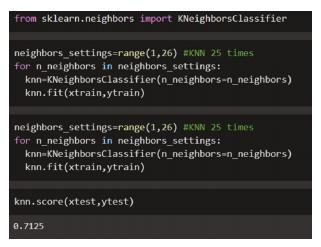 from sklearn.neighbors import KNeighborsClassifier
neighbors_settings=range(1,26) #KNN 25 times
for n_neighbors in neighbors_settings:
  knn=KNeighborsClassifier(n_neighbors=n_neighbors)
  knn.fit(xtrain,ytrain)
neighbors_settings=range(1,26) #KNN 25 times
for n_neighbors in neighbors_settings:
  knn=KNeighborsClassifier(n_neighbors=n_neighbors)
  knn.fit(xtrain,ytrain)
knn.score(xtest,ytest)
0.7125